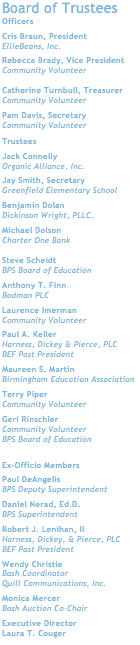 Board of Trustees
Officers
Cris Braun, President
EllieBeans, Inc.
Rebecca Brady, Vice President
Community Volunteer
Catherine Turnbull, Treasurer
Community Volunteer
Pam Davis, Secretary
Community Volunteer
Trustees
Jack Connelly
Organic Alliance, Inc.
Jay Smith, Secretary
Greenfield Elementary School
Benjamin Dolan
Dickinson Wright, PLLC.
Michael Dolson
Charter One Bank
Steve Scheidt
BPS Board of Education
Anthony T. Finn
Bodman PLC
Laurence Imerman
Community Volunteer
Paul A. Keller
Harness, Dickey & Pierce, PLC
BEF Past President
Maureen S. Martin
Birmingham Education Association
Terry Piper
Community Volunteer
Geri Rinschler
Community Volunteer
BPS Board of Education
Ex-Officio Members
Paul DeAngelis
BPS Deputy Superintendent
Daniel Nerad, Ed.D.
BPS Superintendent
Robert J. Lenihan, II
Harness, Dickey, & Pierce, PLC
BEF Past President
Wendy Christie
Bash Coordinator
Quill Communications, Inc.
Monica Mercer
Bash Auction Co-Chair
Executive Director
Laura T. Couger